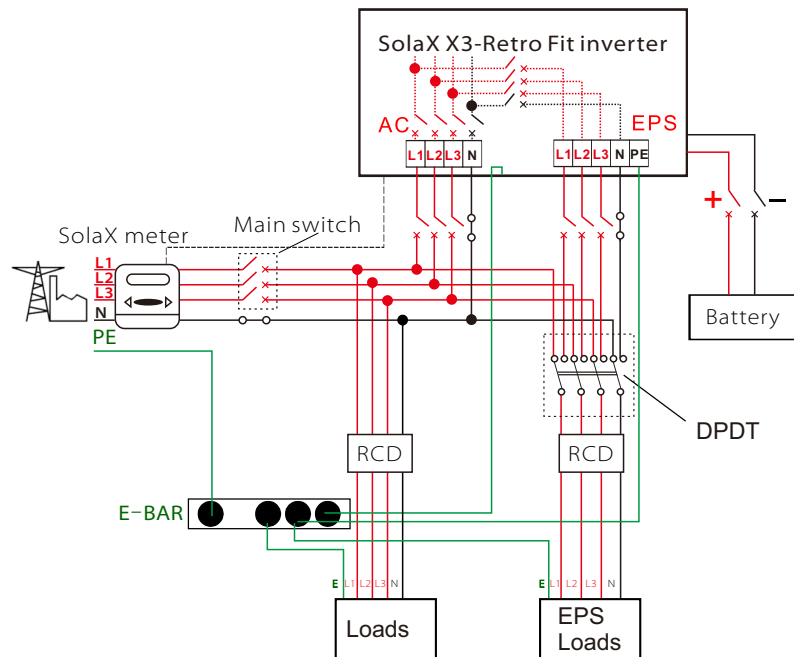 SolaX X3-Retro Fit inverter
AC
EPS
L1 L2 L3 N
L1 L2 L3 N PE
+
−
SolaX meter
Main switch
L1
L2
L3
N
PE
Battery
DPDT
RCD
RCD
E-BAR
E L1 L2 L3 N
E L1 L2 L3 N
Loads
EPS
Loads